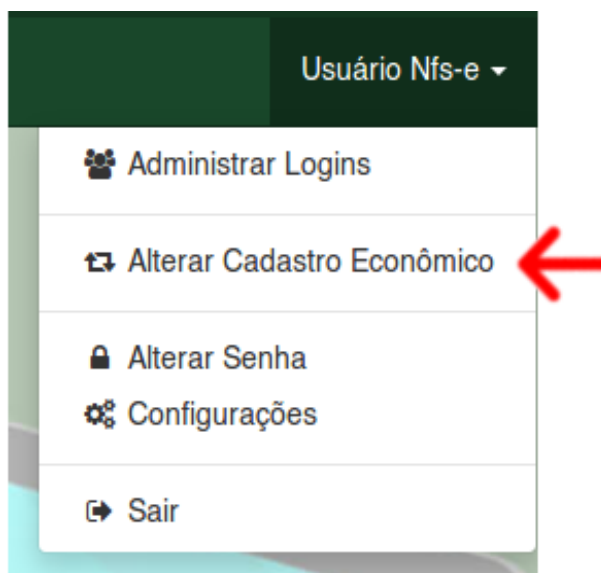 Usuário Nfs-e
Administrar Logins
Alterar Cadastro Econômico
Alterar Senha
Configurações
Sair